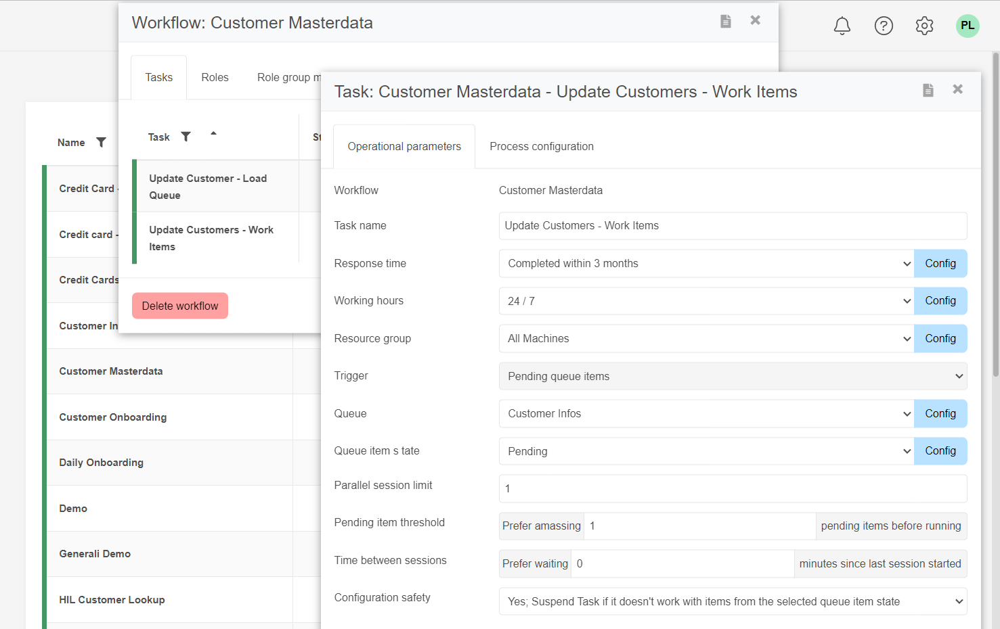 Workflow: Customer Masterdata
PL
Tasks
Roles
Role group m
Task
St
Update Customer - Load
Queue
Update Customers - Work
Items
Delete workflow
Name
Credit Card -
Credit card -
Credit Cards
Customer In
Customer Masterdata
Customer Onboarding
Daily Onboarding
Demo
Generali Demo
HIL Customer Lookup
Task: Customer Masterdata - Update Customers - Work Items
Operational parameters
Process configuration
Workflow
Customer Masterdata
Task name
Update Customers - Work Items
Response time
Completed within 3 months
Config
Working hours
24 / 7
Config
Resource group
All Machines
Config
Trigger
Pending queue items
Queue
Customer Infos
Config
Queue item s tate
Pending
Config
Parallel session limit
1
Pending item threshold
Prefer amassing
1
pending items before running
Time between sessions
Prefer waiting
0
minutes since last session started
Configuration safety
Yes; Suspend Task if it doesn't work with items from the selected queue item state